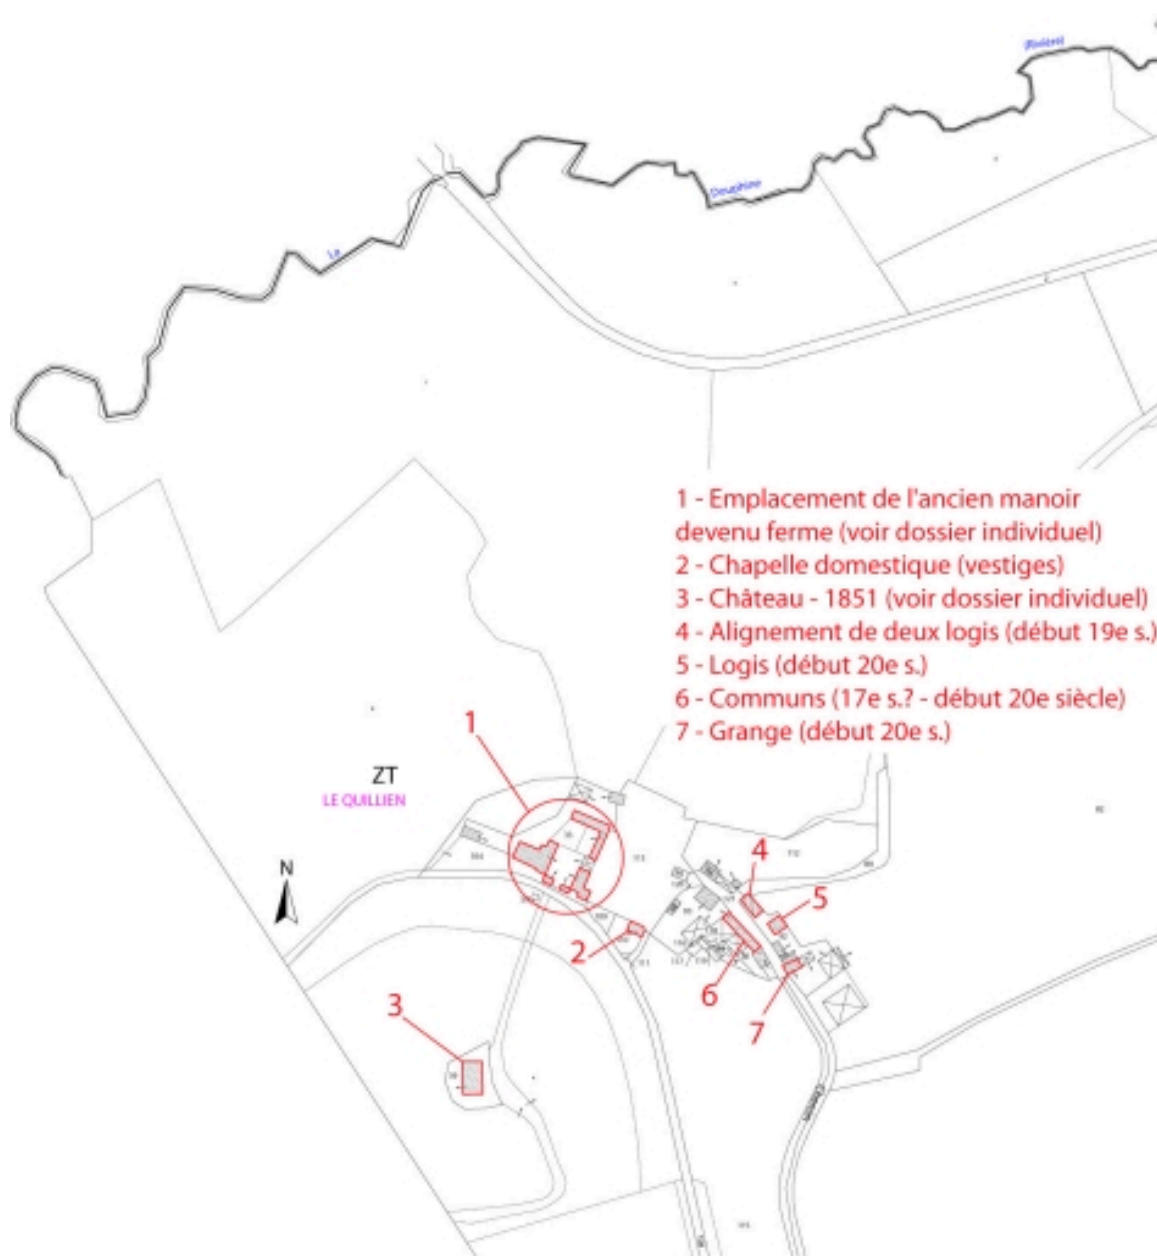 (Rivière)
Douphine
La
1 - Emplacement de l'ancien manoir
devenu ferme (voir dossier individuel)
2 - Chapelle domestique (vestiges)
3 - Château - 1851 (voir dossier individuel)
4 - Alignement de deux logis (début 19e s.)
5 - Logis (début 20e s.)
6 - Communs (17e s.? - début 20e siècle)
7 - Grange (début 20e s.)
1
ZT
LE QUILLIEN
N
4
5
2
6
3
7